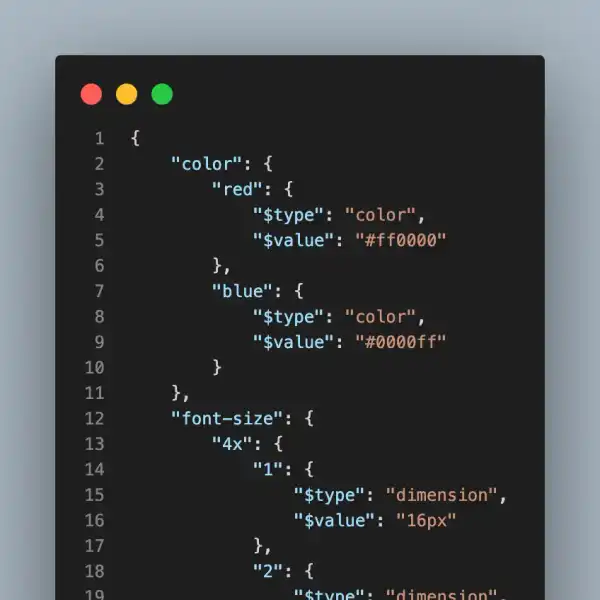 1 {
2     "color": {
3         "red": {
4             "$type": "color",
5             "$value": "#ff0000"
6         },
7         "blue": {
8             "$type": "color",
9             "$value": "#0000ff"
10         }
11     },
12     "font-size": {
13         "4x": {
14             "1": {
15                 "$type": "dimension",
16                 "$value": "16px"
17             },
18             "2": {
19                 "$type": "dimension",